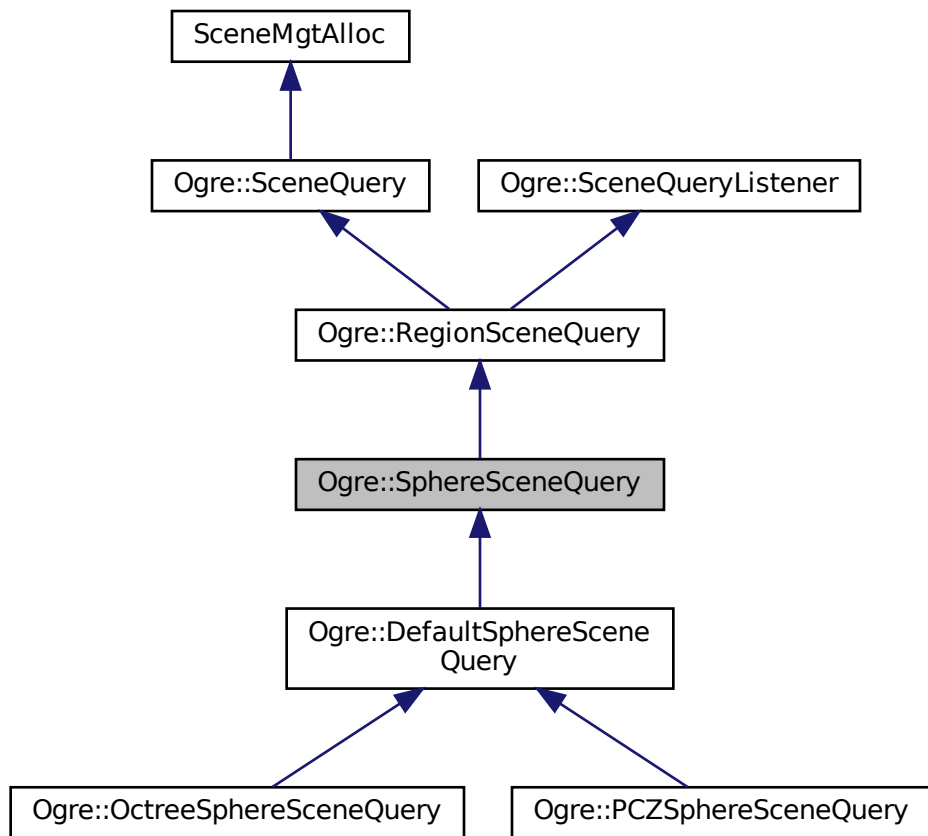 SceneMgtAlloc
Ogre::SceneQuery
Ogre::SceneQueryListener
Ogre::RegionSceneQuery
Ogre::SphereSceneQuery
Ogre::DefaultSphereScene
Query
Ogre::OctreeSphereSceneQuery
Ogre::PCZSphereSceneQuery